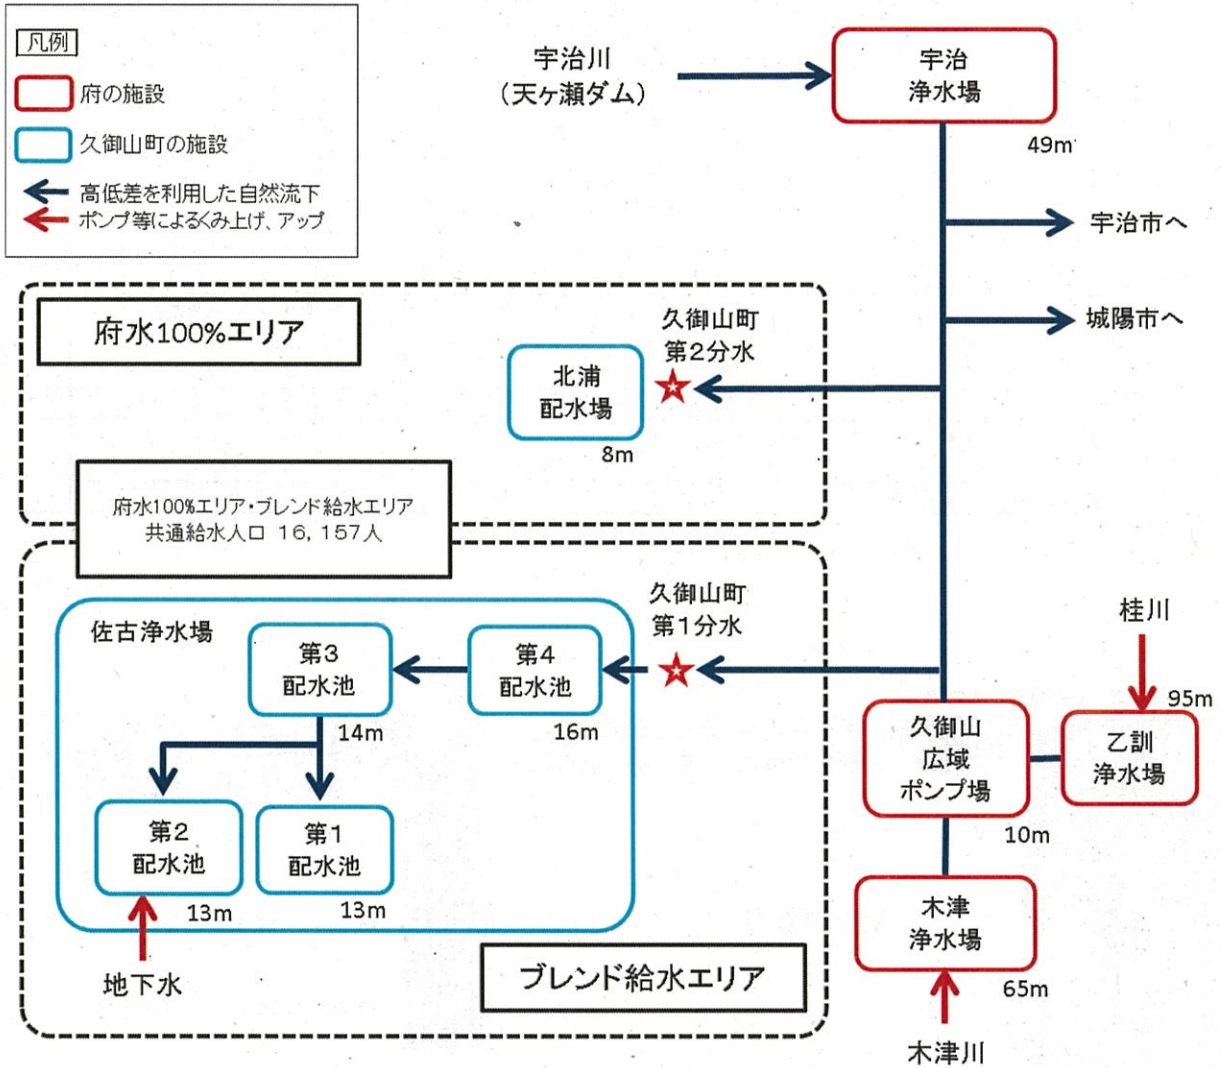 凡例
府の施設
久御山町の施設
高低差を利用した自然流下
ポンプ等によるくみ上げ、アップ
宇治川
（天ヶ瀬ダム）
宇治
浄水場
49m
宇治市へ
城陽市へ
府水100%エリア
久御山町
第2分水
北浦
配水場
8m
府水100%エリア・ブレンド給水エリア
共通給水人口 16,157人
久御山町
第1分水
佐古浄水場
第3
配水池
14m
第4
配水池
16m
第2
配水池
13m
第1
配水池
13m
地下水
ブレンド給水エリア
桂川
95m
乙訓
浄水場
久御山
広域
ポンプ場
10m
木津
浄水場
65m
木津川